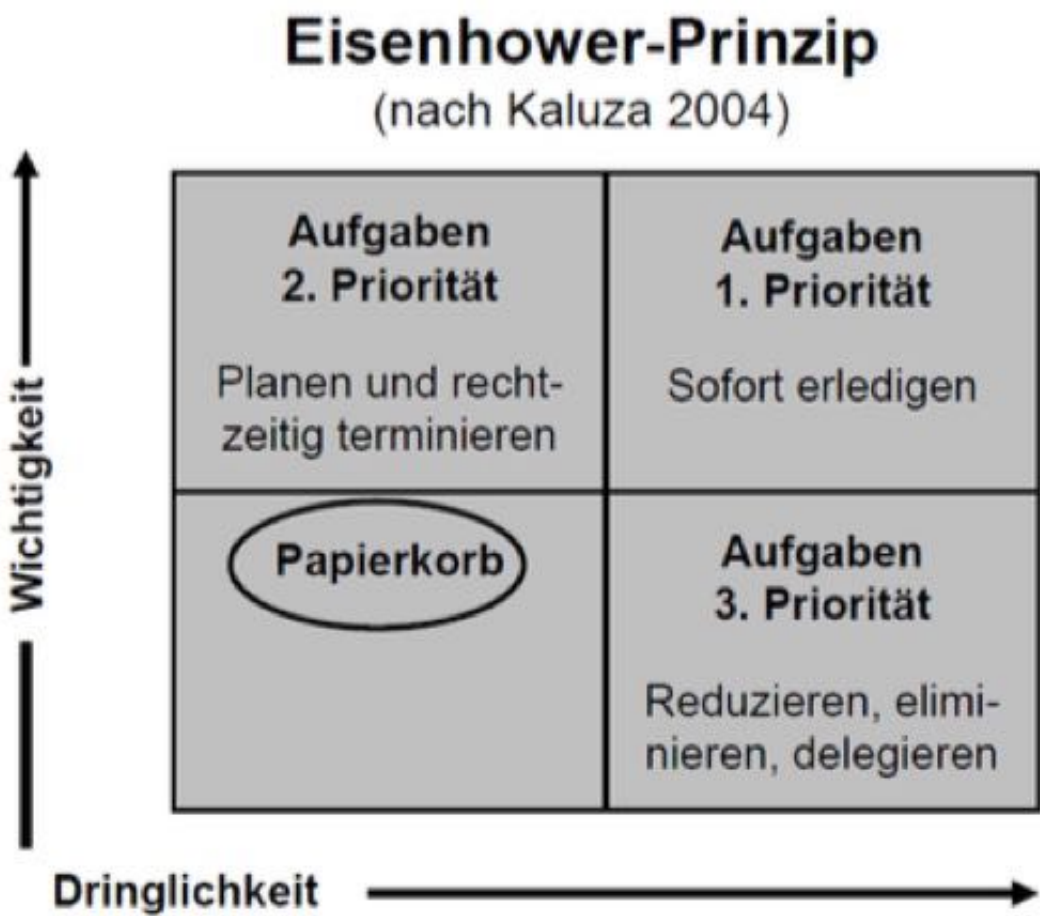 Eisenhower-Prinzip
(nach Kaluza 2004)
Wichtigkeit
Aufgaben
2. Priorität
Planen und recht-
zeitig terminieren
Aufgaben
1. Priorität
Sofort erledigen
Papierkorb
Aufgaben
3. Priorität
Reduzieren, elimi-
nieren, delegieren
Dringlichkeit